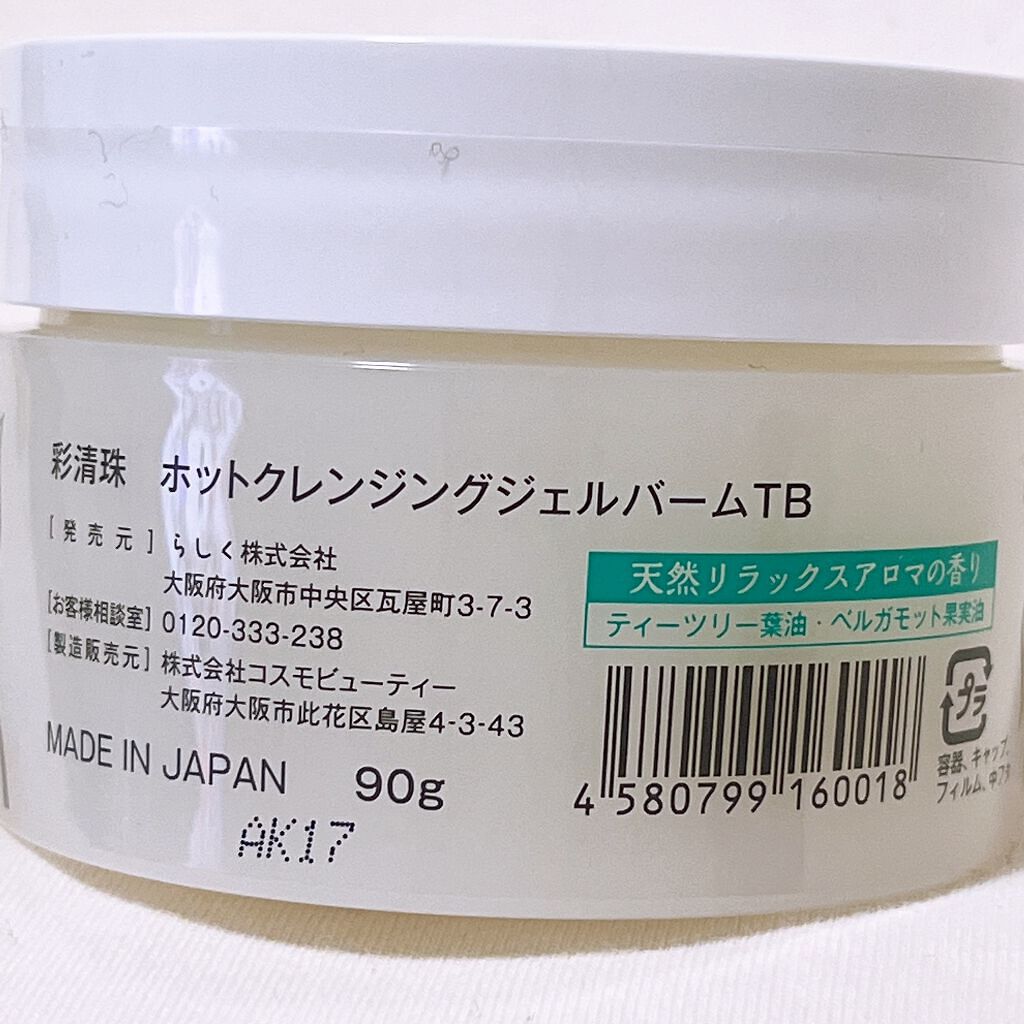 彩清珠 ホットクレンジングジェルバームTB
[発売元] らしく株式会社
大阪府大阪市中央区瓦屋町3-7-3
[お客様相談室] 0120-333-238
[製造販売元] 株式会社コスモビューティー
大阪府大阪市此花区島屋4-3-43
MADE IN JAPAN 90g
AK17
天然リラックスアロマの香り
ティーツリー葉油・ベルガモット果実油
4 580799 160018
プラ
容器、キャップ、
フィルム、中フタ